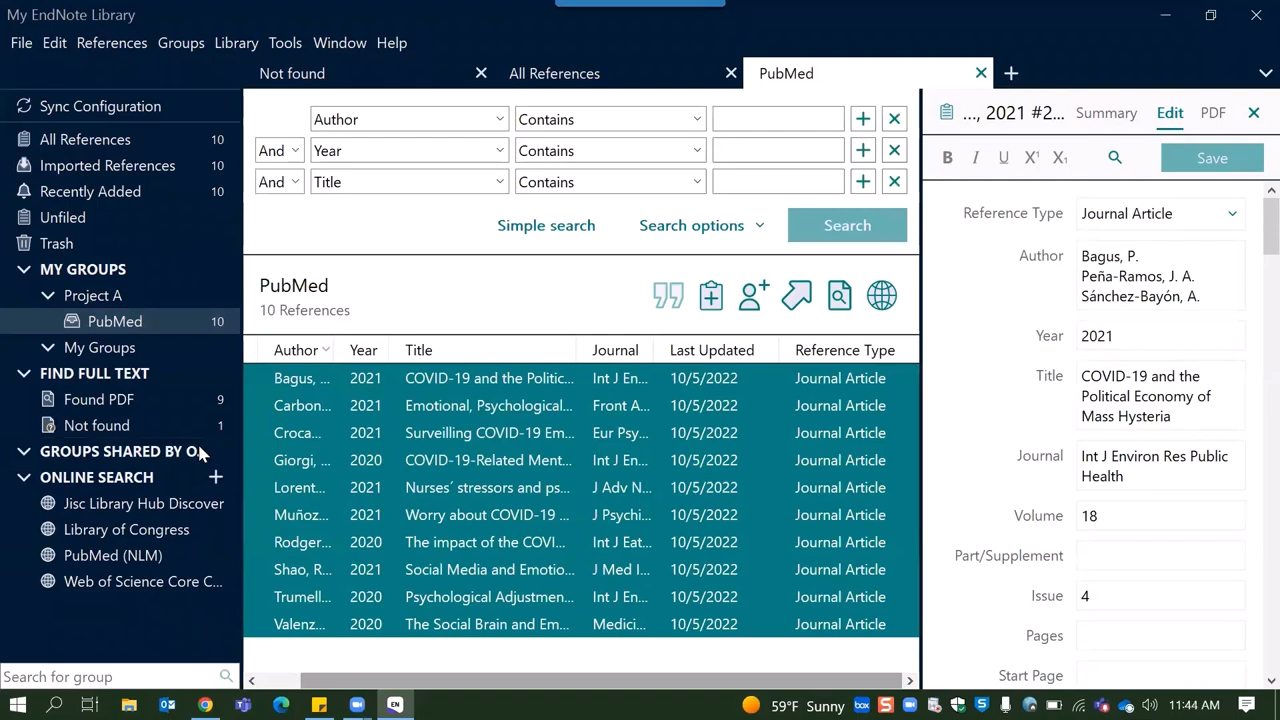 My EndNote Library
File Edit References Groups Library Tools Window Help
Not found
All References
PubMed
Sync Configuration
All References 10
Imported References 10
Recently Added 10
Unfiled
Trash
MY GROUPS
Project A
PubMed 10
My Groups
FIND FULL TEXT
Found PDF 9
Not found 1
GROUPS SHARED BY O
ONLINE SEARCH
Jisc Library Hub Discover
Library of Congress
PubMed (NLM)
Web of Science Core C...
Search for group
Author Contains
And Year Contains
And Title Contains
Simple search Search options Search
PubMed
10 References
Author Year Title Journal Last Updated Reference Type
Bagus, ... 2021 COVID-19 and the Politic... Int J En... 10/5/2022 Journal Article
Carbon... 2021 Emotional, Psychological... Front A... 10/5/2022 Journal Article
Croca... 2021 Surveilling COVID-19 Em... Eur Psy... 10/5/2022 Journal Article
Giorgi, ... 2020 COVID-19-Related Ment... Int J En... 10/5/2022 Journal Article
Lorent... 2021 Nurses´ stressors and ps... J Adv N... 10/5/2022 Journal Article
Muñoz... 2021 Worry about COVID-19 ... J Psychi... 10/5/2022 Journal Article
Rodger... 2020 The impact of the COVI... Int J Eat... 10/5/2022 Journal Article
Shao, R... 2021 Social Media and Emotio... J Med I... 10/5/2022 Journal Article
Trumell... 2020 Psychological Adjustmen... Int J En... 10/5/2022 Journal Article
Valenz... 2020 The Social Brain and Em... Medici... 10/5/2022 Journal Article
..., 2021 #2... Summary Edit PDF
B I U X¹ X₁ Save
Reference Type Journal Article
Author Bagus, P.
Peña-Ramos, J. A.
Sánchez-Bayón, A.
Year 2021
Title COVID-19 and the
Political Economy of
Mass Hysteria
Journal Int J Environ Res Public
Health
Volume 18
Part/Supplement
Issue 4
Pages
Start Page
EN 59°F Sunny box 11:44 AM